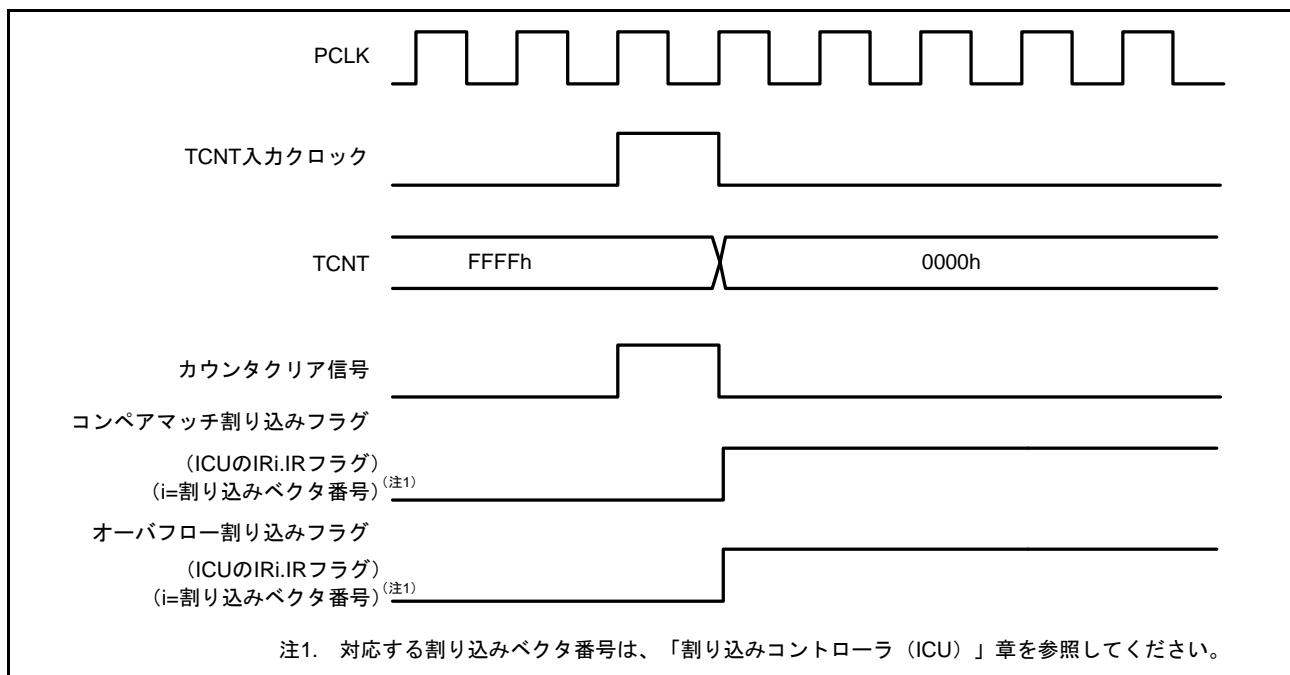 PCLK
TCNT入力クロック
TCNT
FFFFh
0000h
カウンタクリア信号
コンペアマッチ割り込みフラグ
(ICUのIRi.IRフラグ)
(i=割り込みベクタ番号)(注1)
オーバフロー割り込みフラグ
(ICUのIRi.IRフラグ)
(i=割り込みベクタ番号)(注1)
注1. 対応する割り込みベクタ番号は、「割り込みコントローラ(ICU)」章を参照してください。